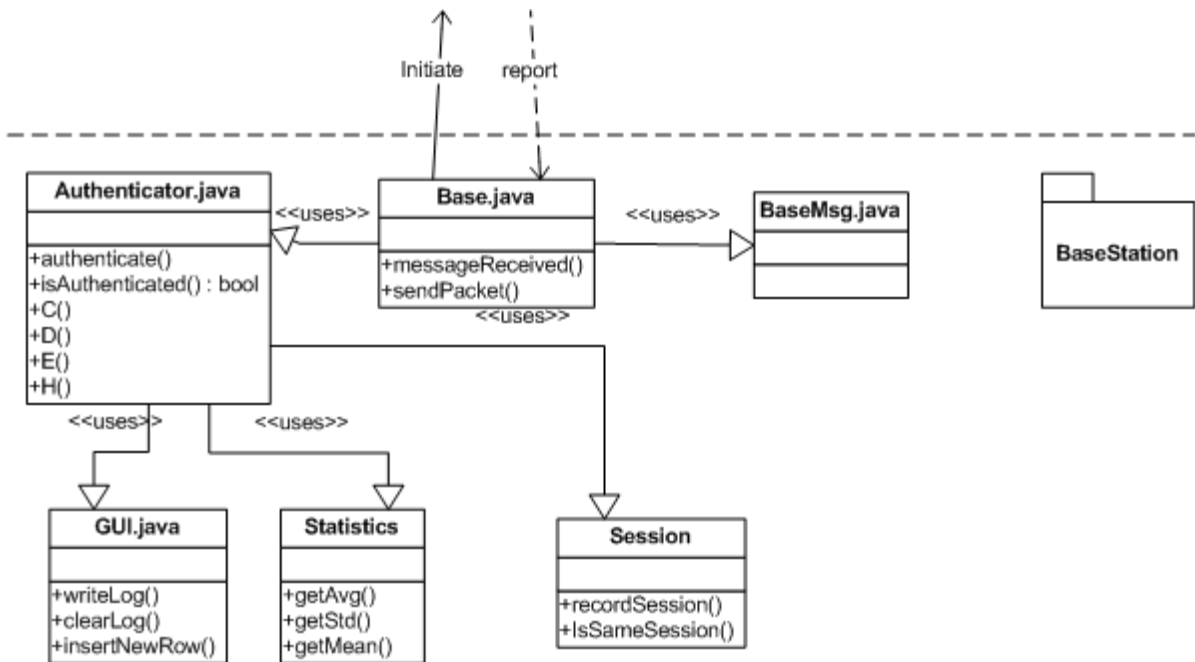 Initiate
report
Authenticator.java
+authenticate()
+isAuthenticated() : bool
+C()
+D()
+E()
+H()
<<uses>>
Base.java
+messageReceived()
+sendPacket()
<<uses>>
<<uses>>
BaseMsg.java
BaseStation
<<uses>>
<<uses>>
GUI.java
+writeLog()
+clearLog()
+insertNewRow()
Statistics
+getAvg()
+getStd()
+getMean()
Session
+recordSession()
+IsSameSession()